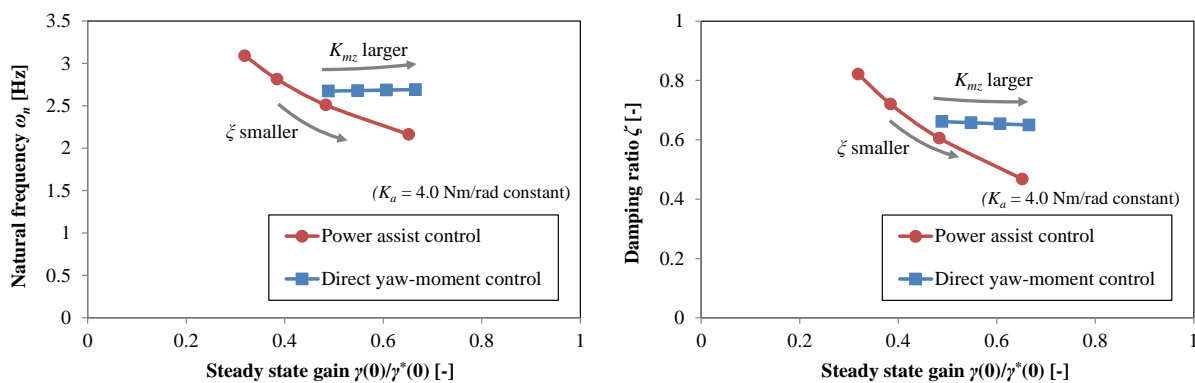 3.5
3
2.5
2
1.5
1
0.5
0
Natural frequency ωn [Hz]
Kmz larger
ξ smaller
(Ka = 4.0 Nm/rad constant)
Power assist control
Direct yaw-moment control
0 0.2 0.4 0.6 0.8 1
Steady state gain γ(0)/γ*(0) [-]
1
0.8
0.6
0.4
0.2
0
Damping ratio ζ [-]
Kmz larger
ξ smaller
(Ka = 4.0 Nm/rad constant)
Power assist control
Direct yaw-moment control
0 0.2 0.4 0.6 0.8 1
Steady state gain γ(0)/γ*(0) [-]